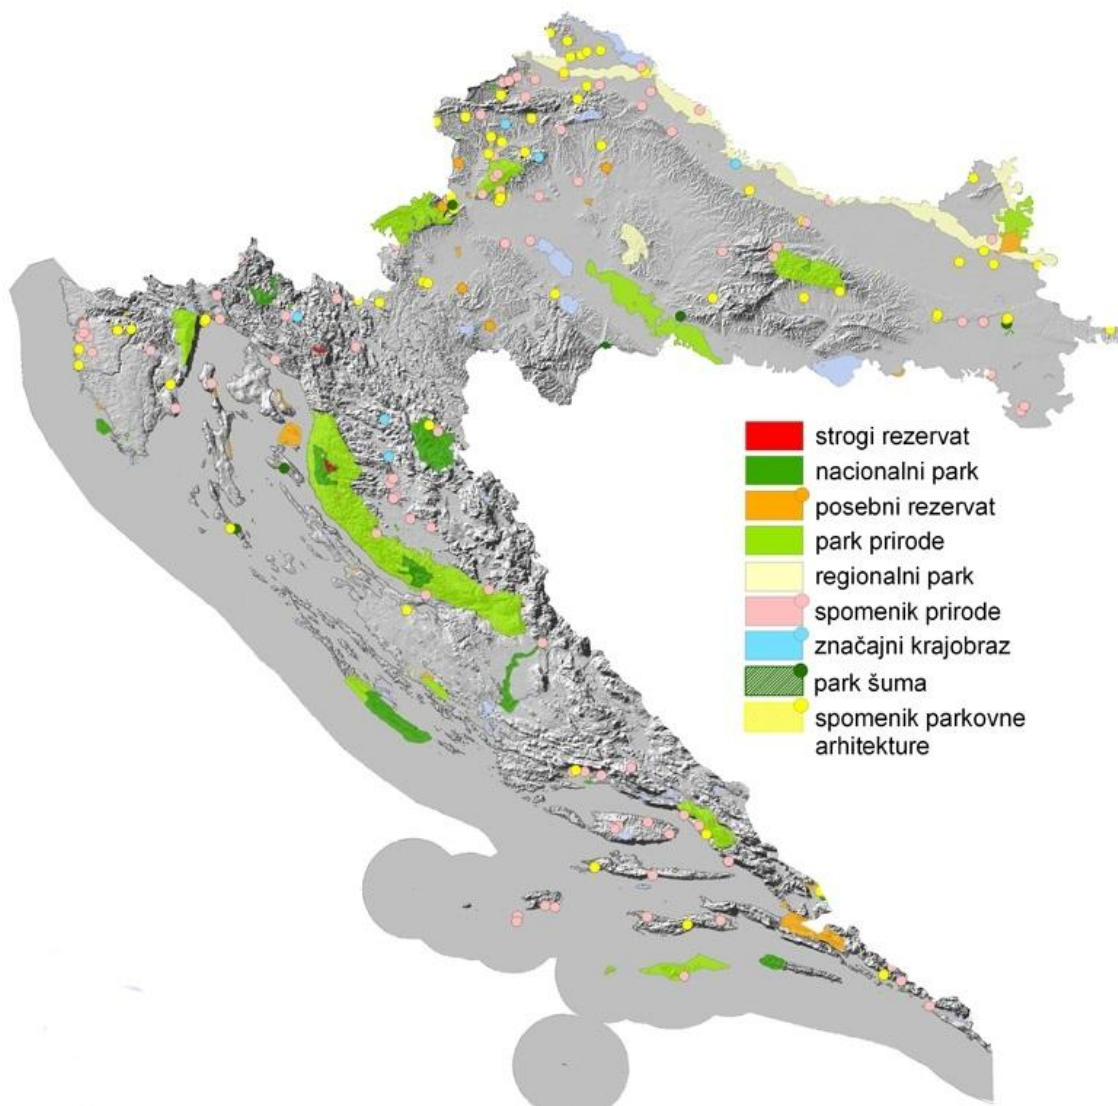 strogi rezervat
nacionalni park
posebni rezervat
park prirode
regionalni park
spomenik prirode
značajni krajobraz
park šuma
spomenik parkovne
arhitekture